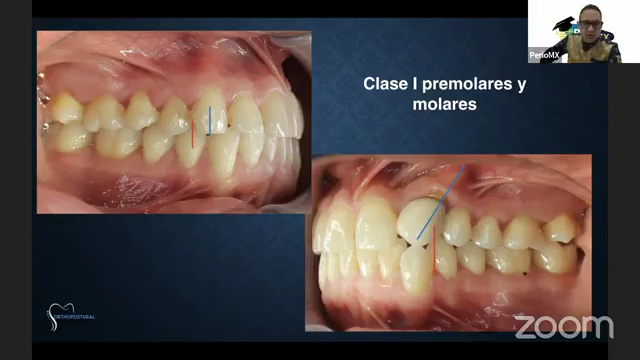 PerioMX
Clase I premolares y
molares
ORTHOPOSTURAL
zoom